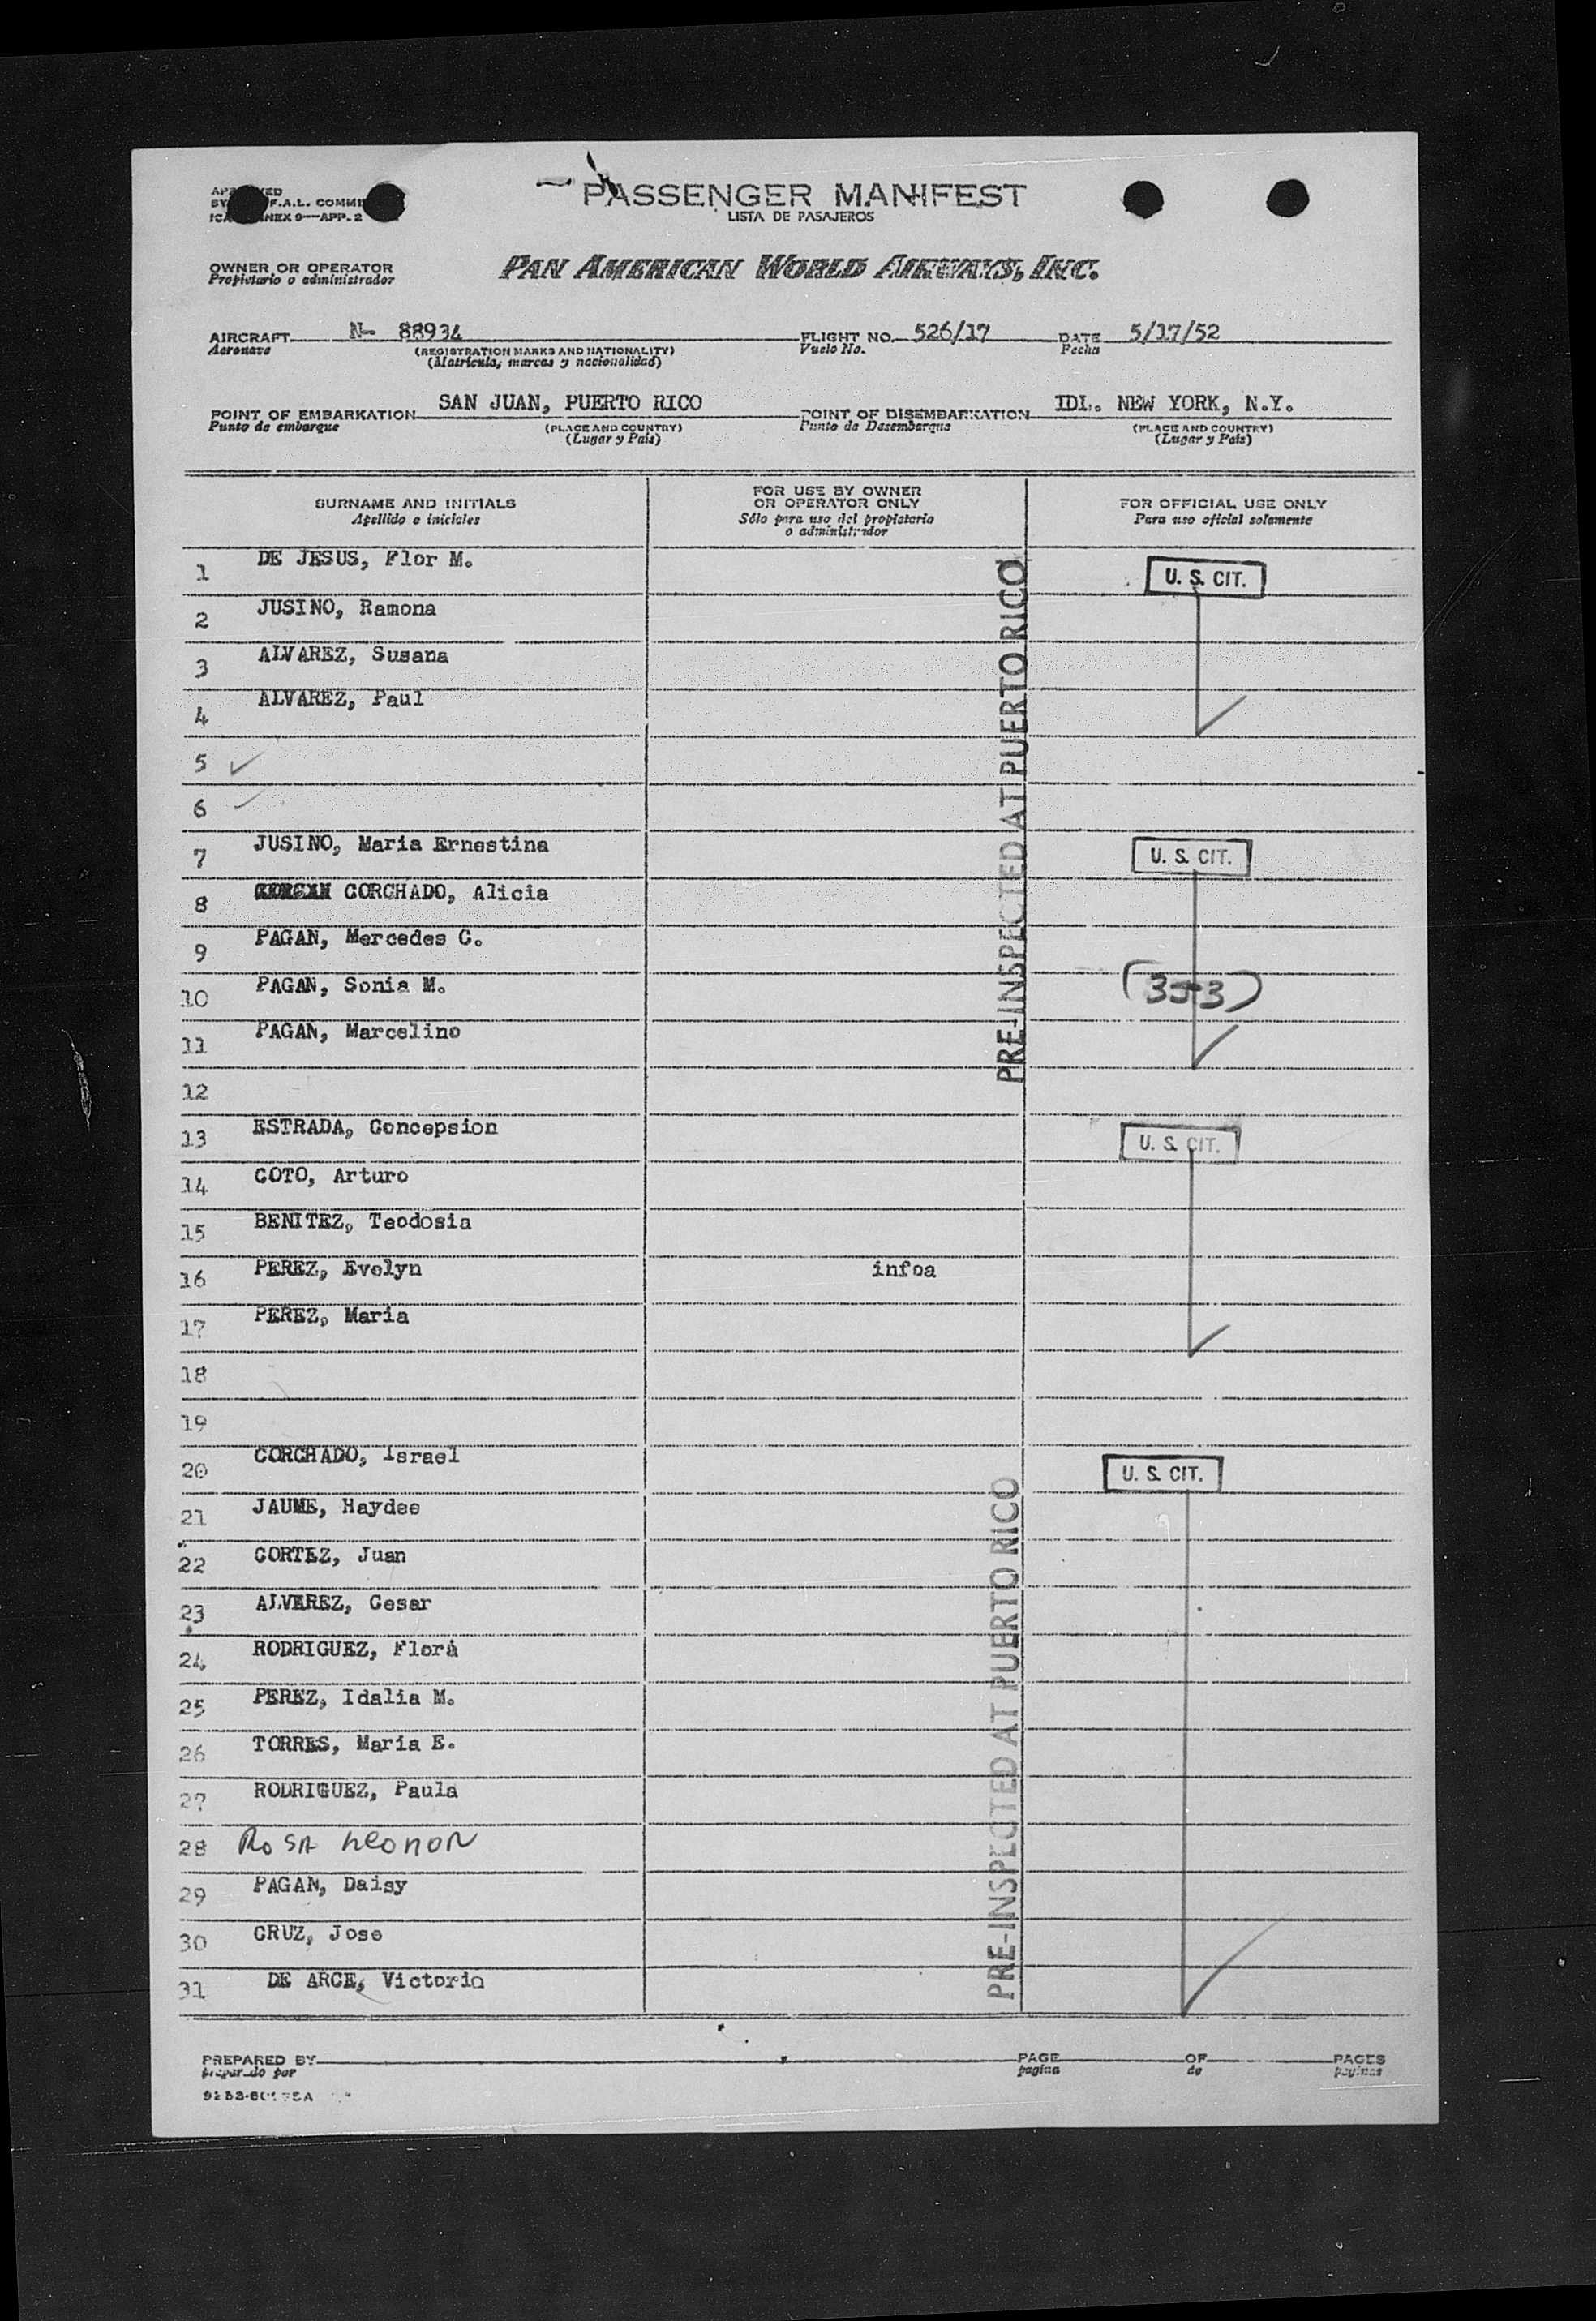 PASSENGER MANIFEST
LISTA DE PASAJEROS
F.A.L.
9—APP. 2
OWNER OR OPERATOR
Propietario o administrador
PAN AMERICAN WORLD AIRWAYS, INC.
AIRCRAFT N- 88934 FLIGHT NO. 526/17 DATE 5/17/52
Aeronave (REGISTRATION MARKS AND NATIONALITY) Vuelo No. Fecha
(Matricula, marcas y nacionalidad)
POINT OF EMBARKATION SAN JUAN, PUERTO RICO POINT OF DISEMBARKATION IDL. NEW YORK, N.Y.
Punto de embarque (PLACE AND COUNTRY) Punto de Desembarque (PLACE AND COUNTRY)
(Lugar y País) (Lugar y País)
SURNAME AND INITIALS FOR USE BY OWNER OR OPERATOR ONLY FOR OFFICIAL USE ONLY
Apellido e iniciales Sólo para uso del propietario o administrador Para uso oficial solamente
1 DE JESUS, Flor M. U. S. CIT.
2 JUSINO, Ramona
3 ALVAREZ, Susana
4 ALVAREZ, Paul
5
6
PRE-INSPECTED AT PUERTO RICO
7 JUSINO, Maria Ernestina U. S. CIT.
8 CORCHADO, Alicia
9 PAGAN, Mercedes C.
10 PAGAN, Sonia M.
11 PAGAN, Marcelino
12
13 ESTRADA, Concepsion U. S. CIT.
14 COTO, Arturo
15 BENITEZ, Teodosia
16 PEREZ, Evelyn infoa
17 PEREZ, Maria
18
19
20 CORCHADO, Israel U. S. CIT.
21 JAUME, Haydee
22 CORTEZ, Juan
23 ALVEREZ, Cesar
24 RODRIGUEZ, Flora
25 PEREZ, Idalia M.
26 TORRES, Maria E.
27 RODRIGUEZ, Paula
PRE-INSPECTED AT PUERTO RICO
28 ROSA LEONOR
29 PAGAN, Daisy
30 CRUZ, Jose
31 DE ARCE, Victoria
PREPARED BY PAGE OF PAGES
preparado por pagina de paginas